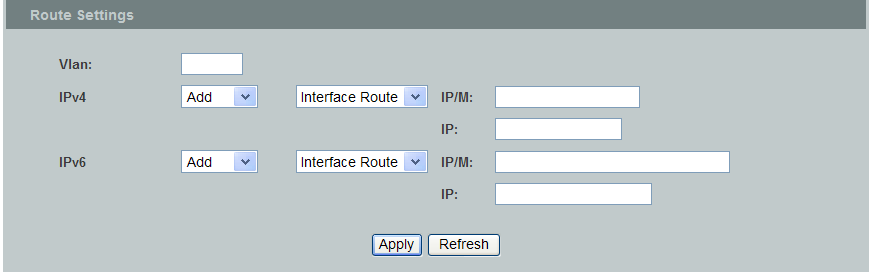 Route Settings
Vlan:
IPv4 Add Interface Route IP/M:
IP:
IPv6 Add Interface Route IP/M:
IP:
Apply Refresh